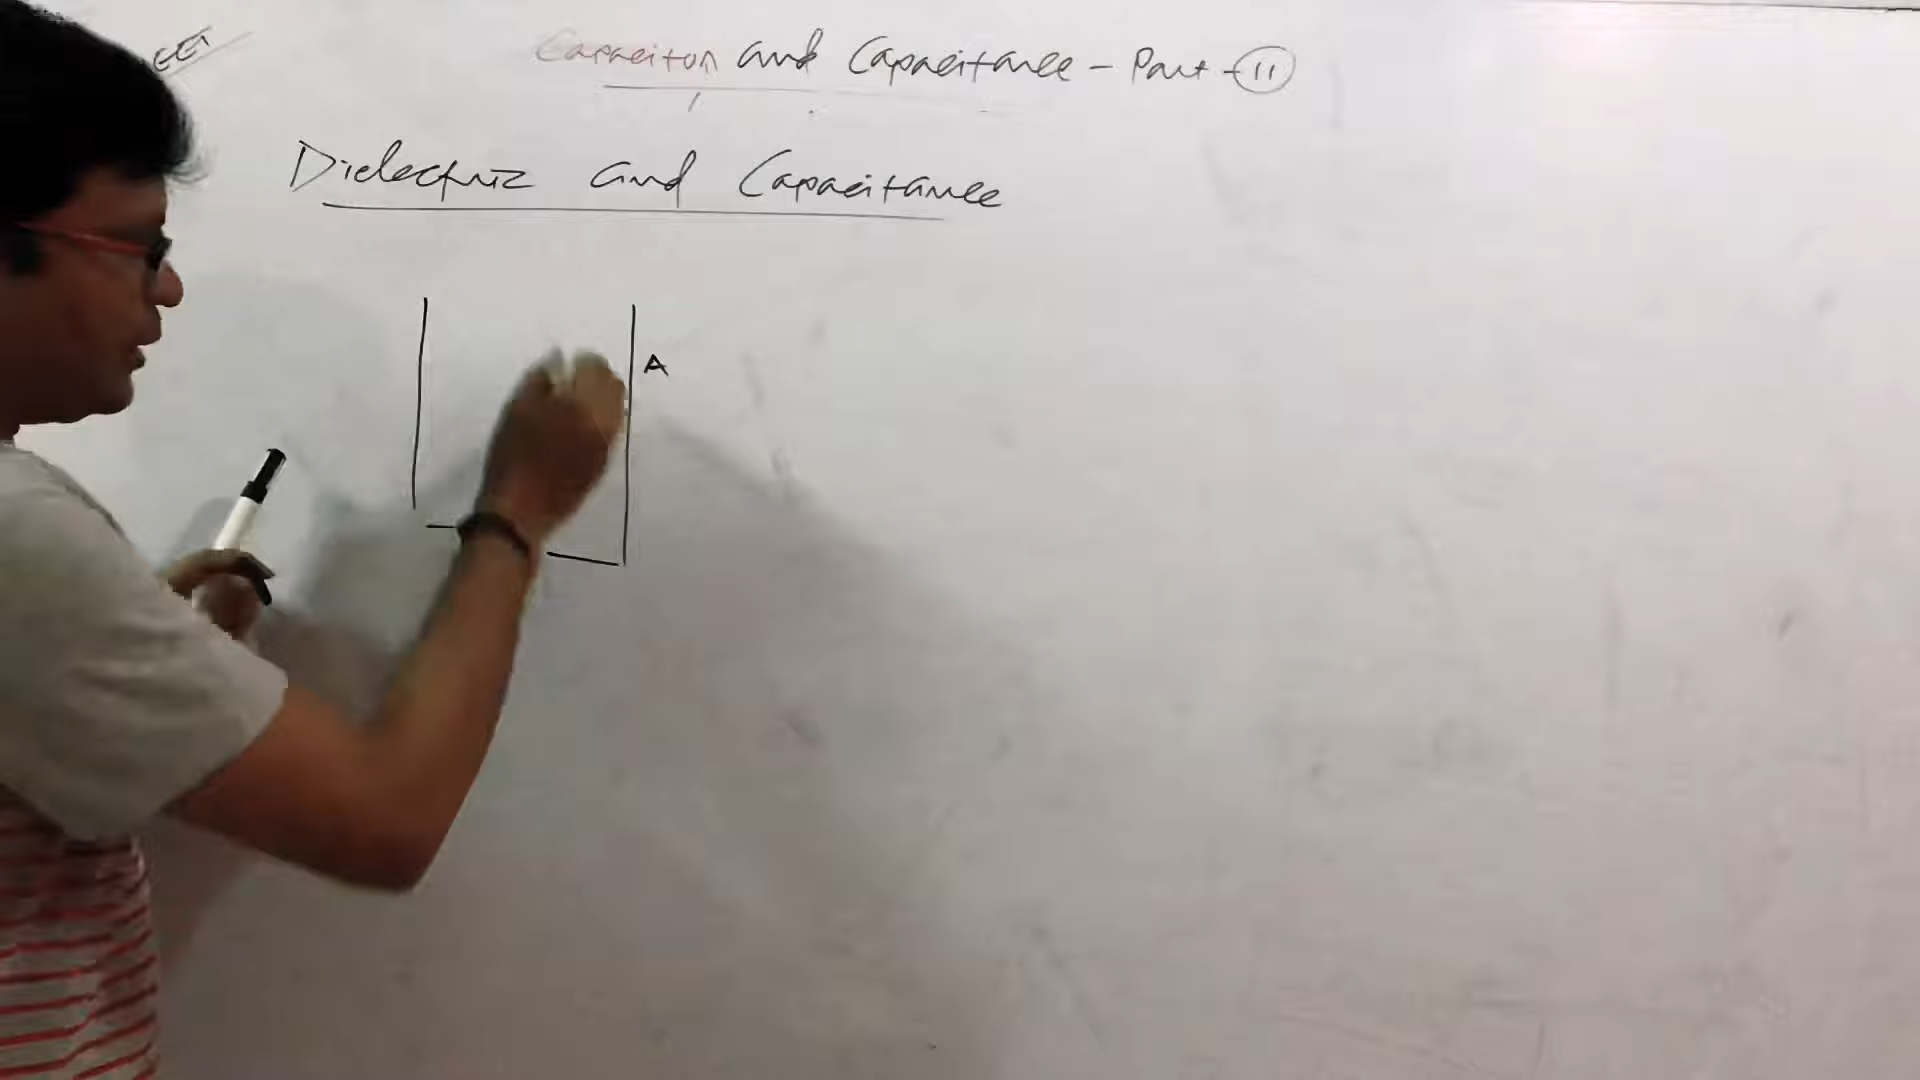 Capacitor and Capacitance - Part - 11
Dielectric and Capacitance
A